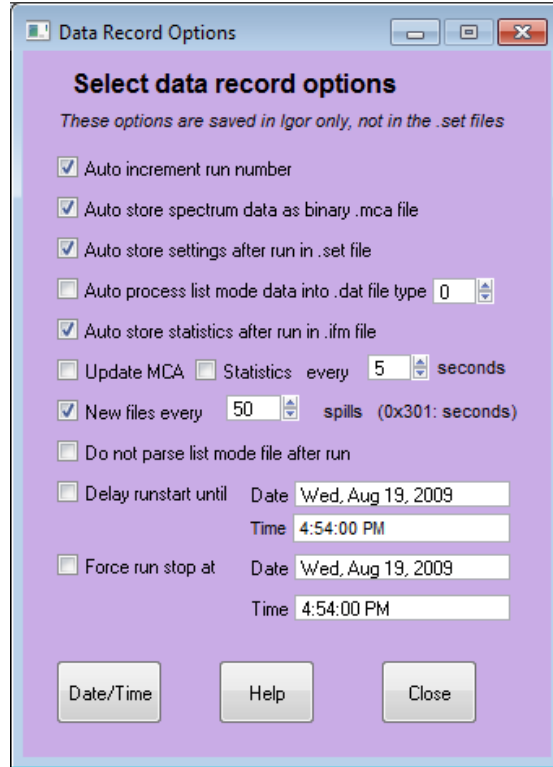 Data Record Options
Select data record options
These options are saved in Igor only, not in the .set files
Auto increment run number
Auto store spectrum data as binary .mca file
Auto store settings after run in .set file
Auto process list mode data into .dat file type 0
Auto store statistics after run in .ifm file
Update MCA Statistics every 5 seconds
New files every 50 spills (0x301: seconds)
Do not parse list mode file after run
Delay runstart until Date Wed, Aug 19, 2009
Time 4:54:00 PM
Force run stop at Date Wed, Aug 19, 2009
Time 4:54:00 PM
Date/Time Help Close